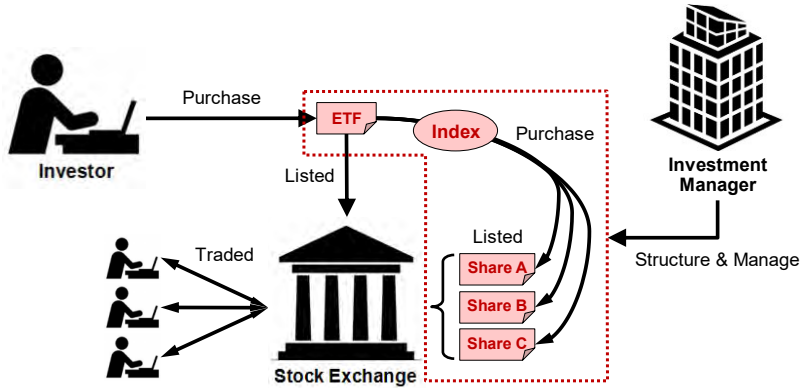 Purchase
ETF
Index
Purchase
Investor
Listed
Investment
Manager
Traded
Listed
Structure & Manage
Share A
Share B
Share C
Stock Exchange